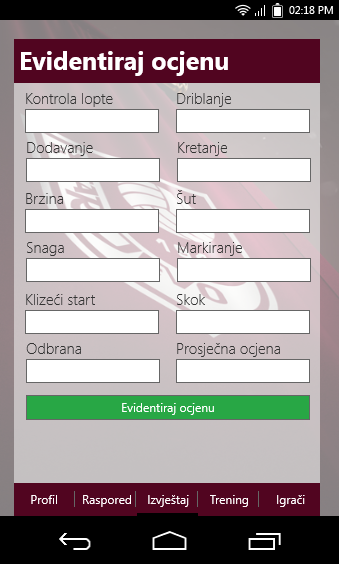 02:18 PM
Evidentiraj ocjenu
Kontrola lopte Driblanje
Dodavanje Kretanje
Brzina Šut
Snaga Markiranje
Klizeći start Skok
Odbrana Prosječna ocjena
Evidentiraj ocjenu
Profil Raspored Izvještaj Trening Igrači